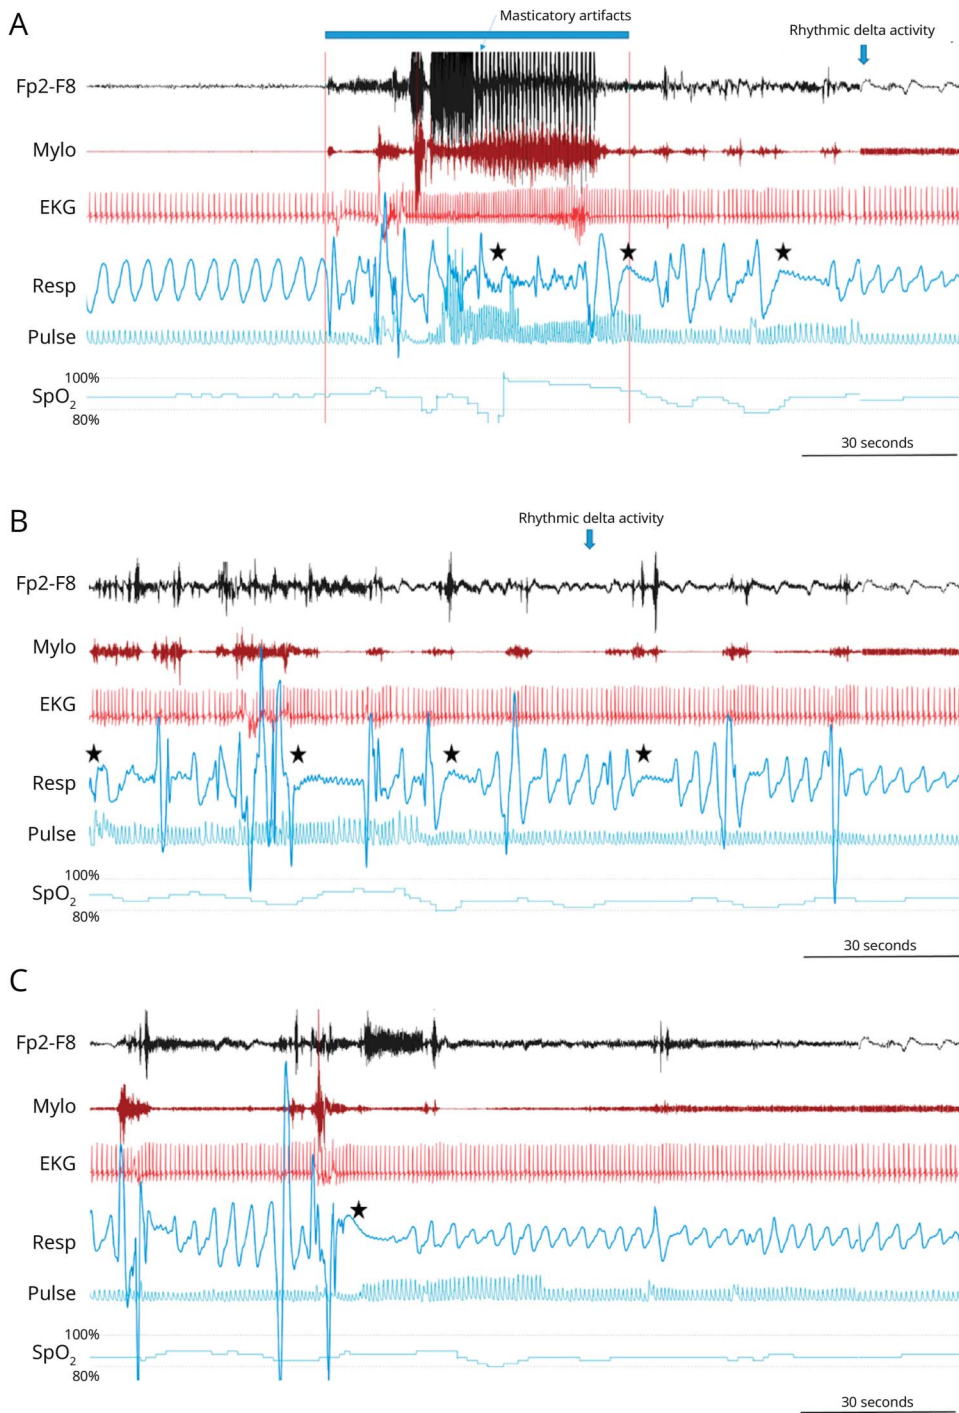 A
Masticatory artifacts
Rhythmic delta activity
Fp2-F8
Mylo
EKG
Resp
Pulse
100%
SpO2
80%
30 seconds
B
Rhythmic delta activity
Fp2-F8
Mylo
EKG
Resp
Pulse
100%
SpO2
80%
30 seconds
C
Fp2-F8
Mylo
EKG
Resp
Pulse
100%
SpO2
80%
30 seconds